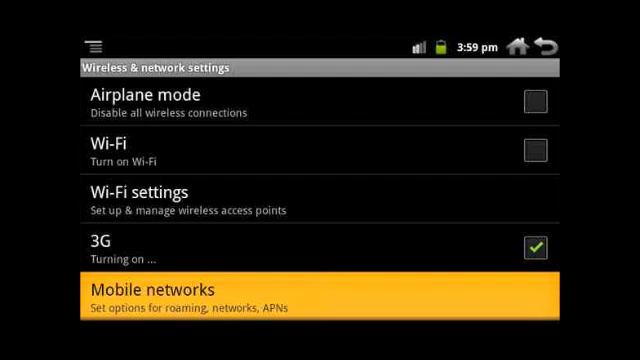 3:59 pm
Wireless & network settings
Airplane mode
Disable all wireless connections
Wi-Fi
Turn on Wi-Fi
Wi-Fi settings
Set up & manage wireless access points
3G
Turning on ...
Mobile networks
Set options for roaming, networks, APNs